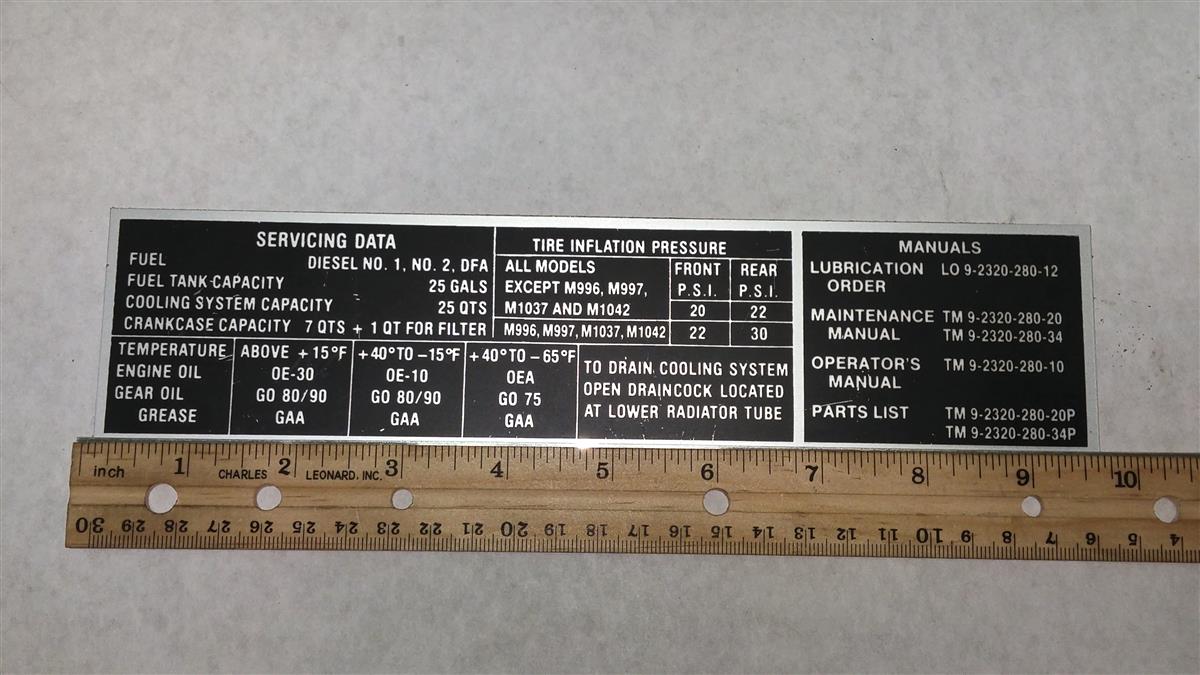 SERVICING DATA
FUEL DIESEL NO. 1, NO. 2, DFA
FUEL TANK CAPACITY 25 GALS
COOLING SYSTEM CAPACITY 25 QTS
CRANKCASE CAPACITY 7 QTS + 1 QT FOR FILTER
TIRE INFLATION PRESSURE
ALL MODELS EXCEPT M996, M997, M1037 AND M1042 FRONT P.S.I. 20 REAR P.S.I. 22
M996, M997, M1037, M1042 22 30
TEMPERATURE ABOVE +15°F +40°TO -15°F +40°TO -65°F
ENGINE OIL OE-30 OE-10 OEA
GEAR OIL GO 80/90 GO 80/90 GO 75
GREASE GAA GAA GAA
TO DRAIN COOLING SYSTEM
OPEN DRAINCOCK LOCATED
AT LOWER RADIATOR TUBE
MANUALS
LUBRICATION LO 9-2320-280-12
ORDER
MAINTENANCE TM 9-2320-280-20
MANUAL TM 9-2320-280-34
OPERATOR'S TM 9-2320-280-10
MANUAL
PARTS LIST TM 9-2320-280-20P
TM 9-2320-280-34P
inch 1 CHARLES 2 LEONARD, INC. 3 4 5 6 7 8 9 10
30 29 28 27 26 25 24 23 22 21 20 19 18 17 16 15 14 13 12 11 10 9 8 7 6 5 4